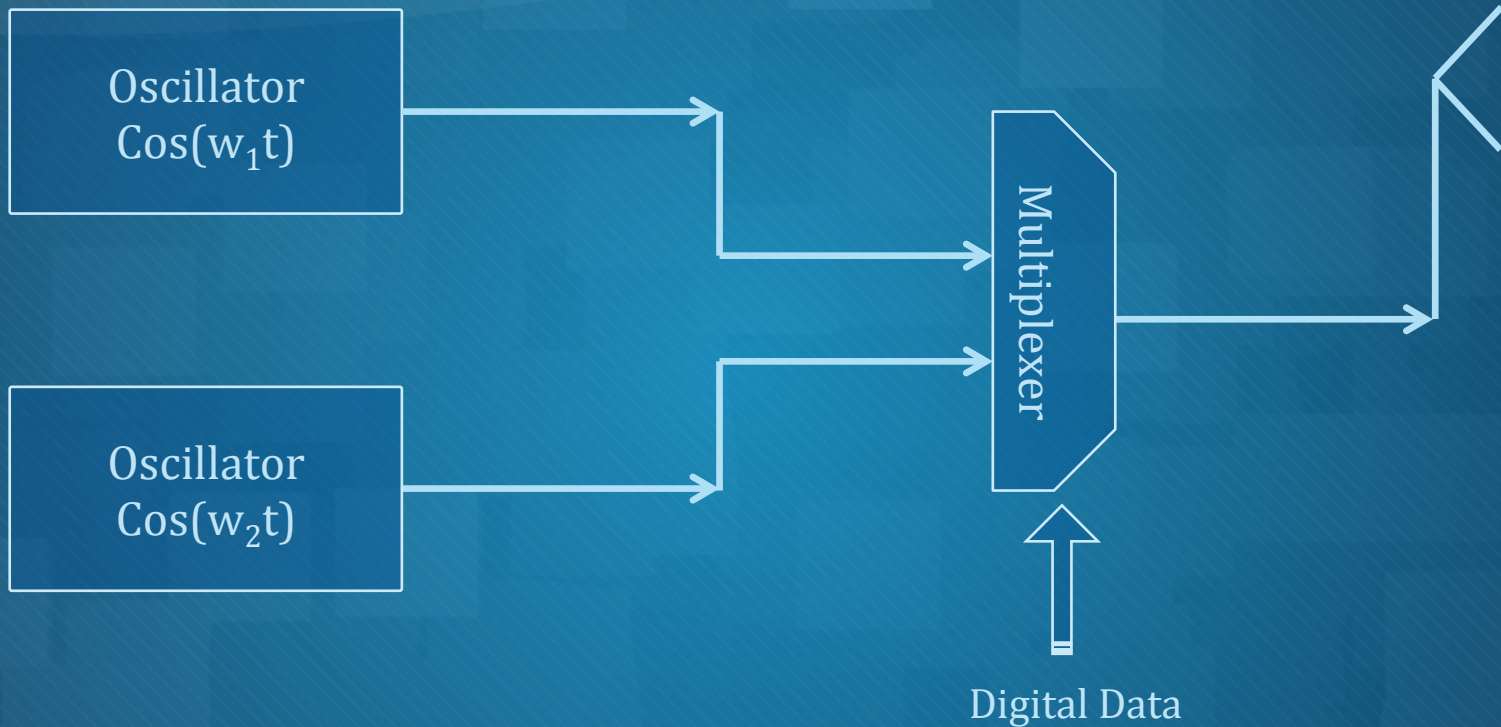 Oscillator
Cos(w₁t)
Multiplexer
Oscillator
Cos(w₂t)
Digital Data